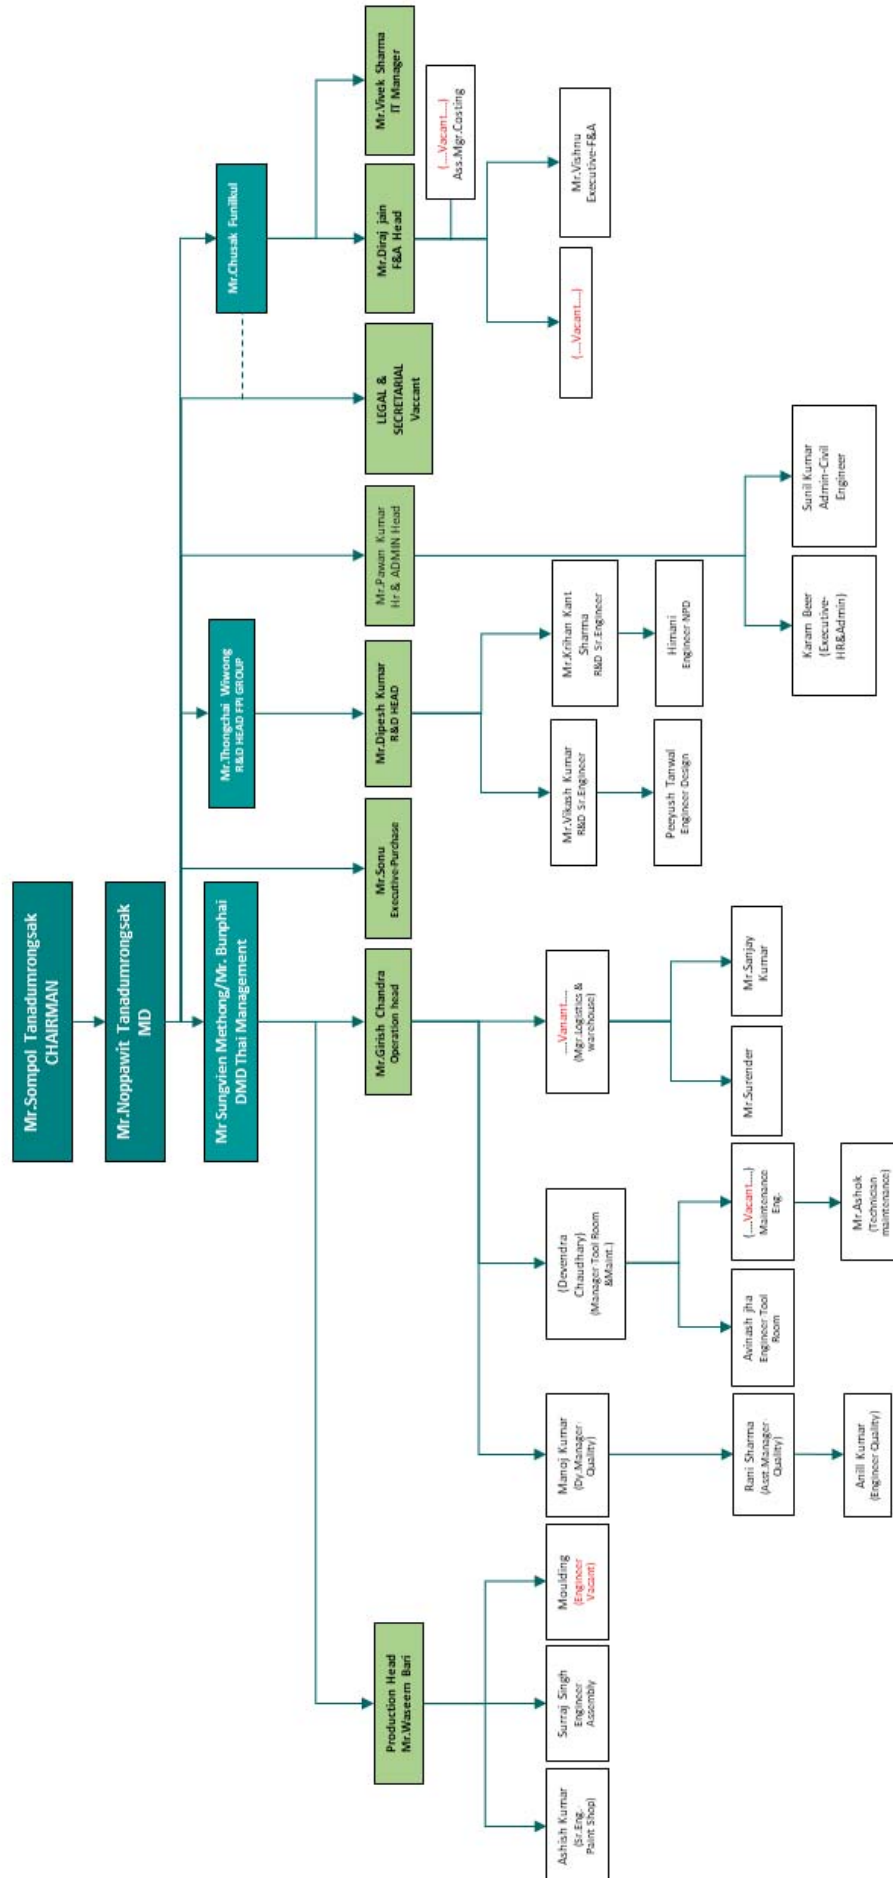 Mr.Sompol Tanadumrongsak
CHAIRMAN
Mr.Noppawit Tanadumrongsak
MD
Mr Sungvien Methong/Mr. Bunphai
DMD Thai Management
Mr.Thongchai Wiwong
R&D HEAD FPI GROUP
Mr.Chusak Funilkul
Production Head
Mr.Waseem Bari
Mr.Girish Chandra
Operation head
Mr.Sonu
Executive-Purchase
Mr.Dipesh Kumar
R&D HEAD
Mr.Pawan Kumar
Hr & ADMIN Head
LEGAL &
SECRETARIAL
Vaccant
Mr.Diraj jain
F&A Head
Mr.Vivek Sharma
IT Manager
(....Vacant....)
Ass.Mgr.Costing
Ashish Kumar
(Sr.Eng.-
Paint Shop)
Surraj Singh
Engineer
Assembly
Moulding
(Engineer
Vacant)
Manoj Kumar
(Dy.Manager-
Quality)
(Devendra
Chaudhary)
(Manager Tool Room
&Maint.)
....Vanant....
(Mgr.Logistics &
warehouse)
Mr.Vikash Kumar
R&D Sr.Engineer
Mr.Krihan Kant
Sharma
R&D Sr.Engineer
(....Vacant....)
Mr.Vishnu
Executive-F&A
Peeyush Tanwal
Engineer Design
Himani
Engineer NPD
Rani Sharma
(Asst.Manager-
Quality)
Avinash jha
Engineer Tool
Room
(....Vacant....)
Maintenance
Eng.
Mr.Surender
Mr.Sanjay
Kumar
Karam Beer
(Executive-
HR&Admin)
Sunil Kumar
Admin-Civil
Engineer
Anill Kumar
(Engineer Quality)
Mr.Ashok
(Technician
maintenance)